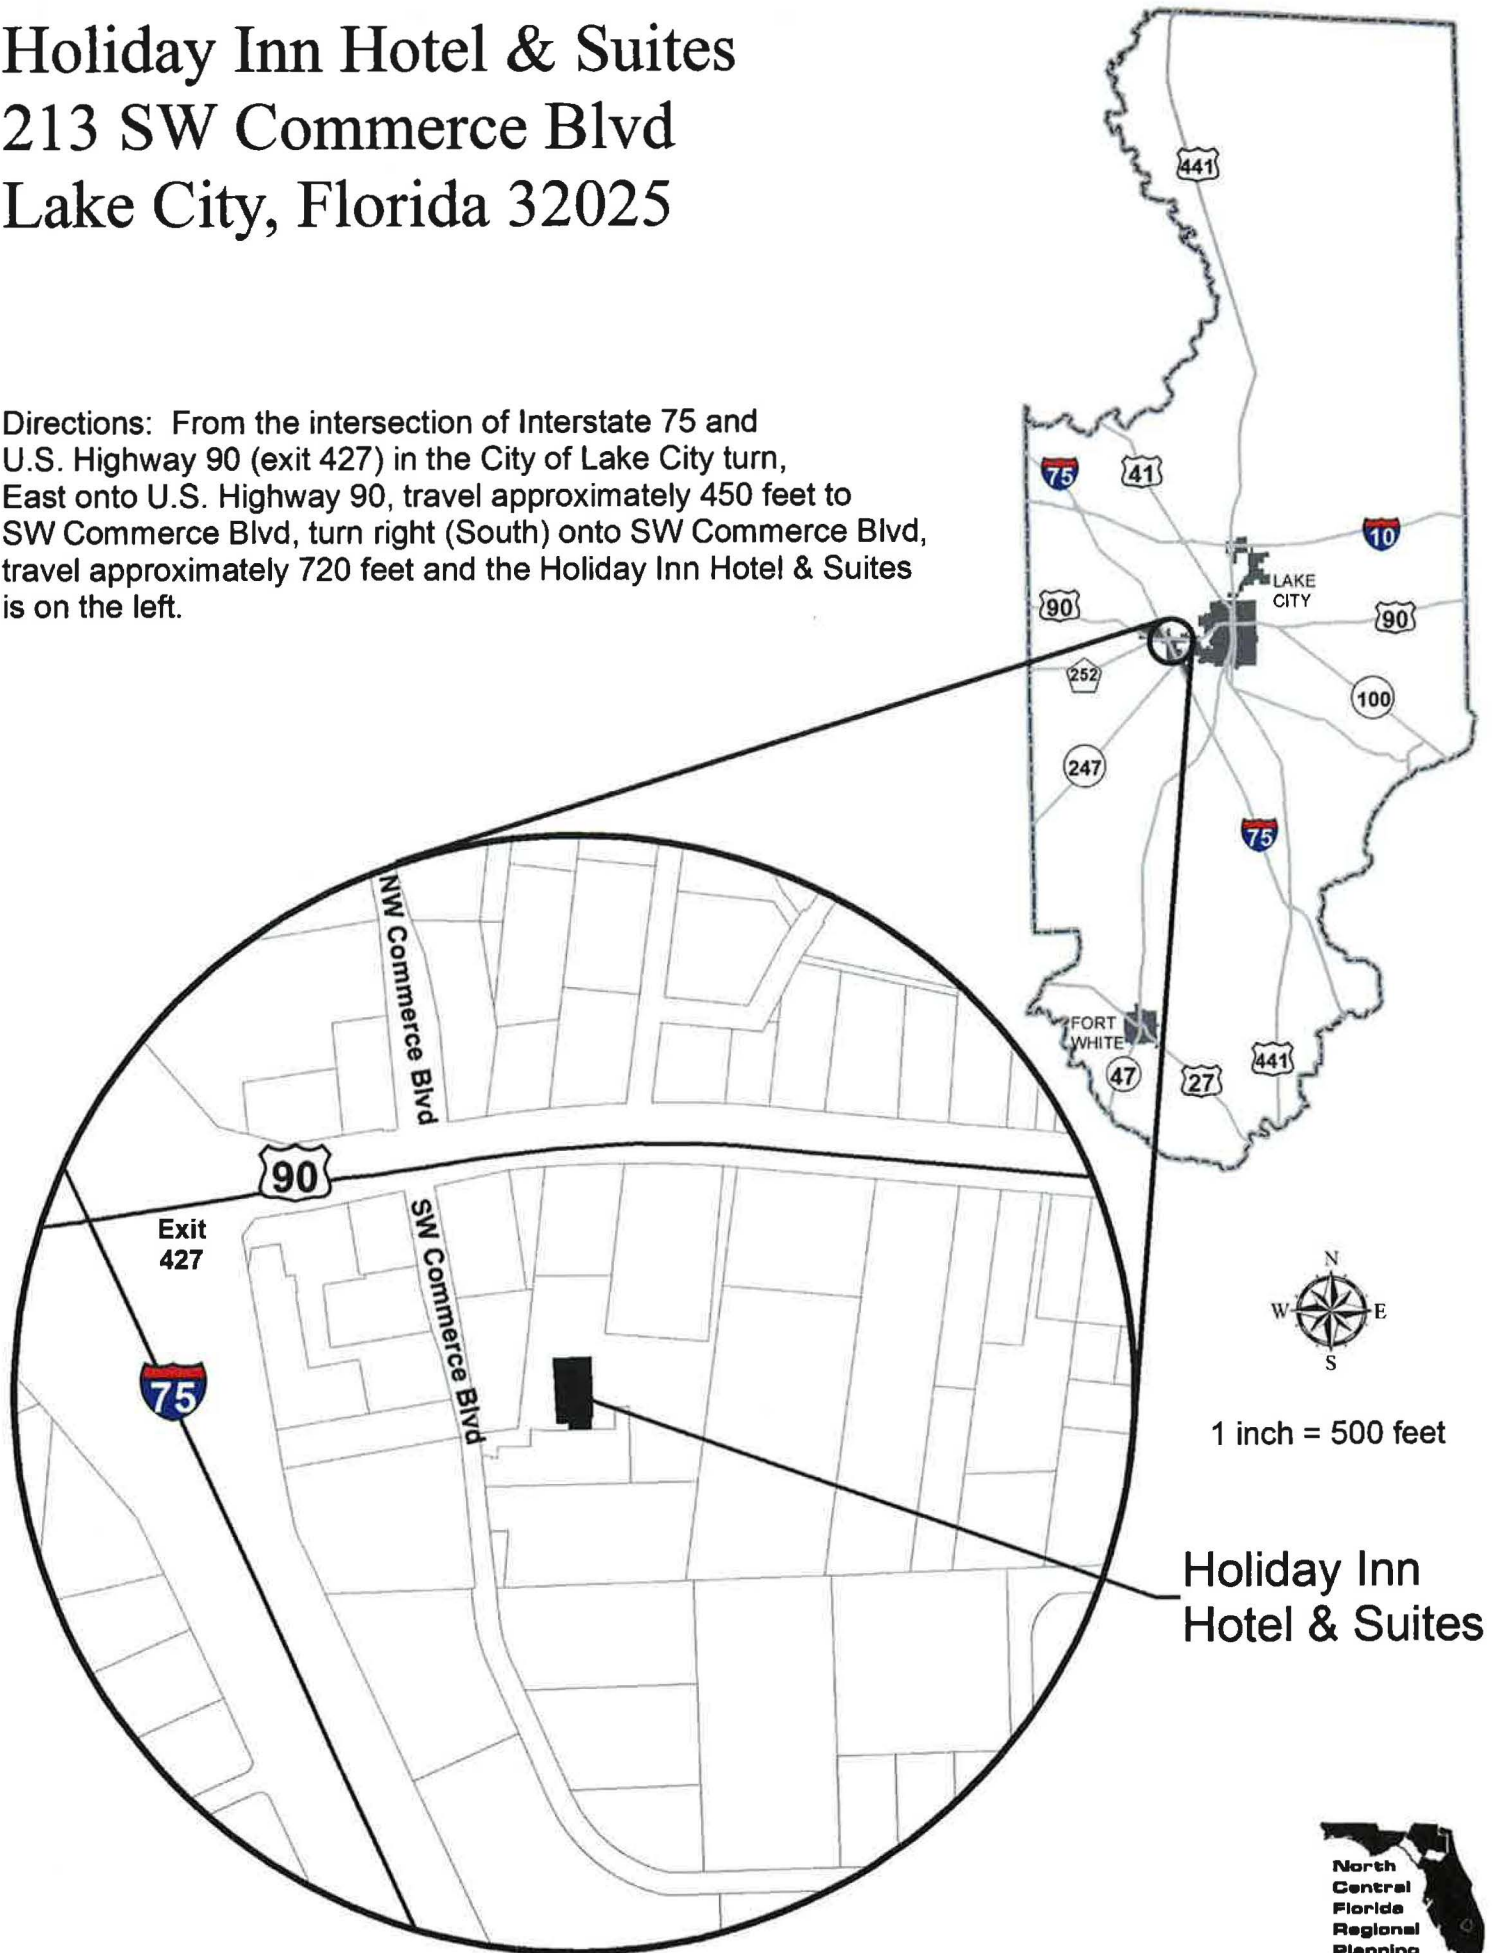 Holiday Inn Hotel & Suites
213 SW Commerce Blvd
Lake City, Florida 32025
Directions: From the intersection of Interstate 75 and
U.S. Highway 90 (exit 427) in the City of Lake City turn,
East onto U.S. Highway 90, travel approximately 450 feet to
SW Commerce Blvd, turn right (South) onto SW Commerce Blvd,
travel approximately 720 feet and the Holiday Inn Hotel & Suites
is on the left.
441
75
41
10
LAKE
CITY
90
90
252
100
247
75
FORT
WHITE
47
27
441
NW Commerce Blvd
90
Exit
427
SW Commerce Blvd
75
N
W
E
S
1 inch = 500 feet
Holiday Inn
Hotel & Suites
North
Central
Florida
Regional
Planning